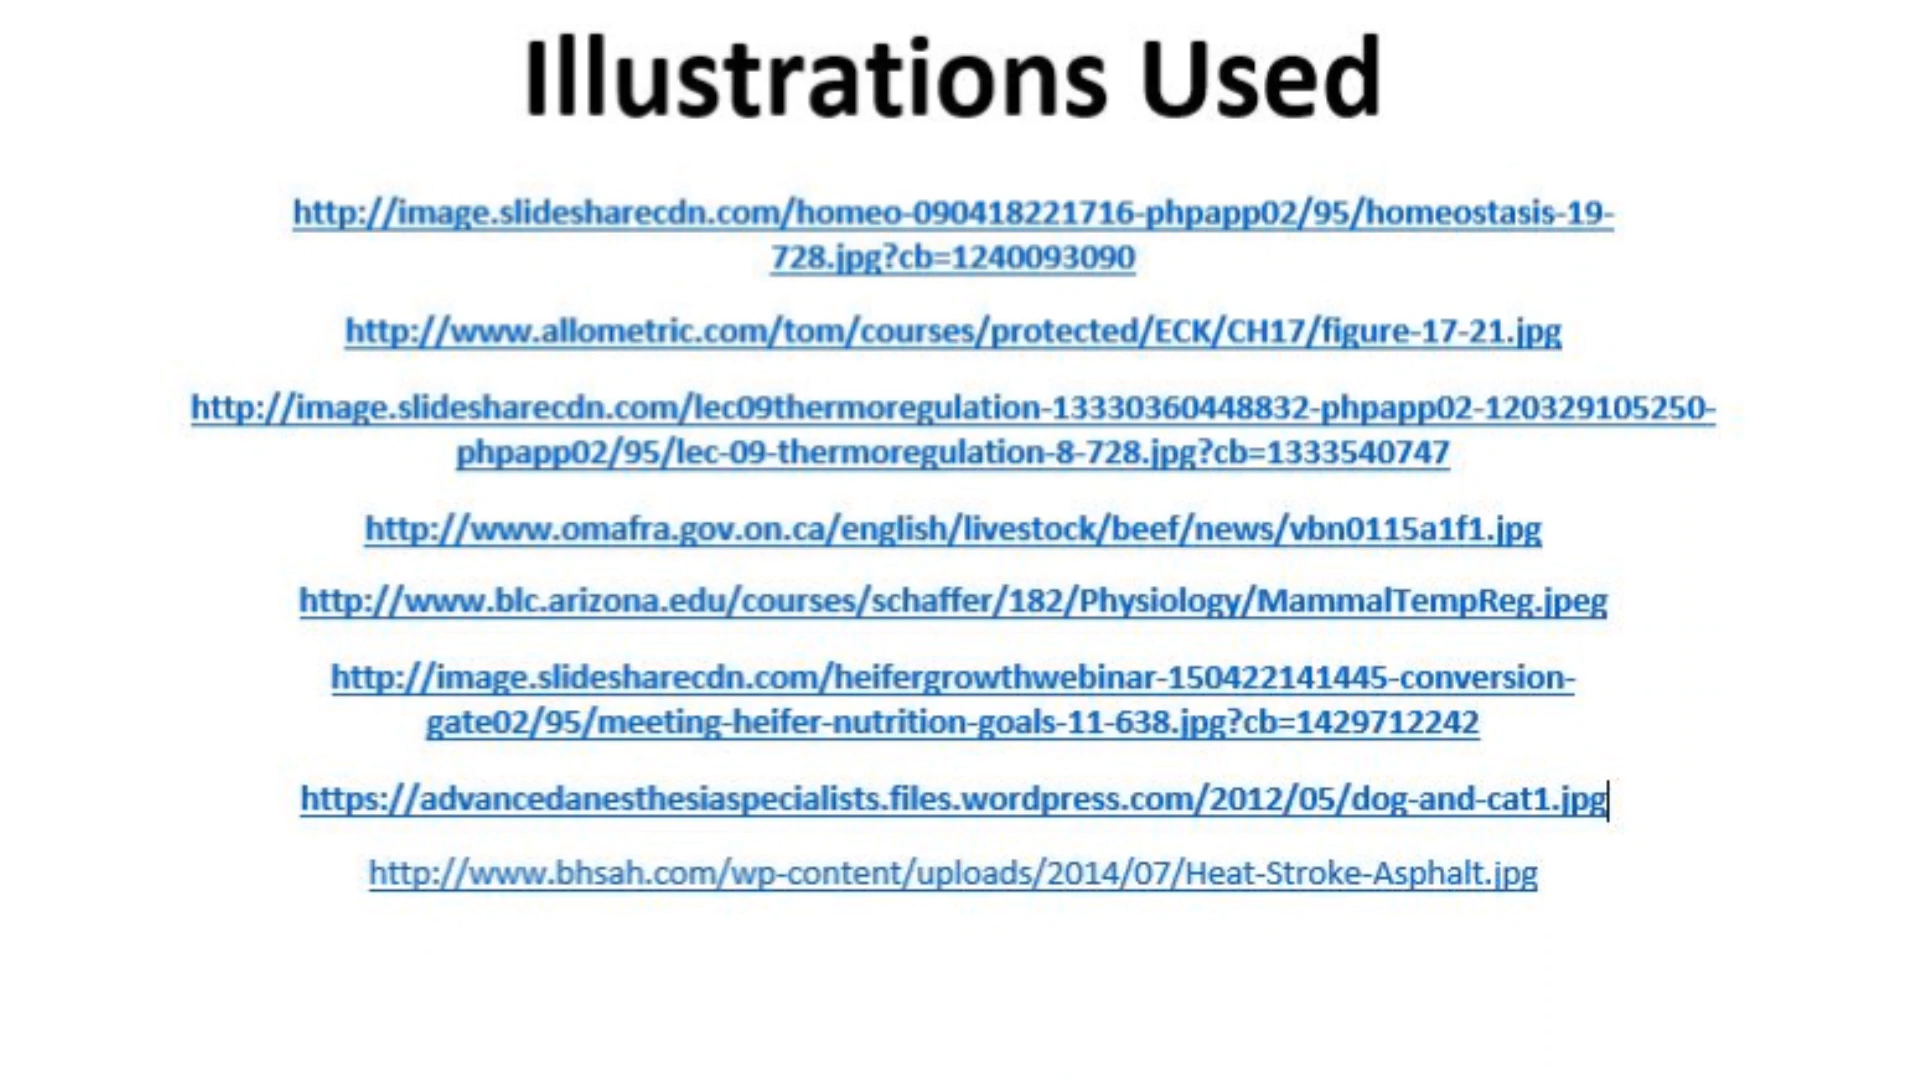 Illustrations Used
http://image.slidesharecdn.com/homeo-090418221716-phpapp02/95/homeostasis-19-
728.jpg?cb=1240093090
http://www.allometric.com/tom/courses/protected/ECK/CH17/figure-17-21.jpg
http://image.slidesharecdn.com/lec09thermoregulation-13330360448832-phpapp02-120329105250-
phpapp02/95/lec-09-thermoregulation-8-728.jpg?cb=1333540747
http://www.omafra.gov.on.ca/english/livestock/beef/news/vbn0115a1f1.jpg
http://www.blc.arizona.edu/courses/schaffer/182/Physiology/MammalTempReg.jpeg
http://image.slidesharecdn.com/heifergrowthwebinar-150422141445-conversion-
gate02/95/meeting-heifer-nutrition-goals-11-638.jpg?cb=1429712242
https://advancedanesthesiaspecialists.files.wordpress.com/2012/05/dog-and-cat1.jpg
http://www.bhsah.com/wp-content/uploads/2014/07/Heat-Stroke-Asphalt.jpg